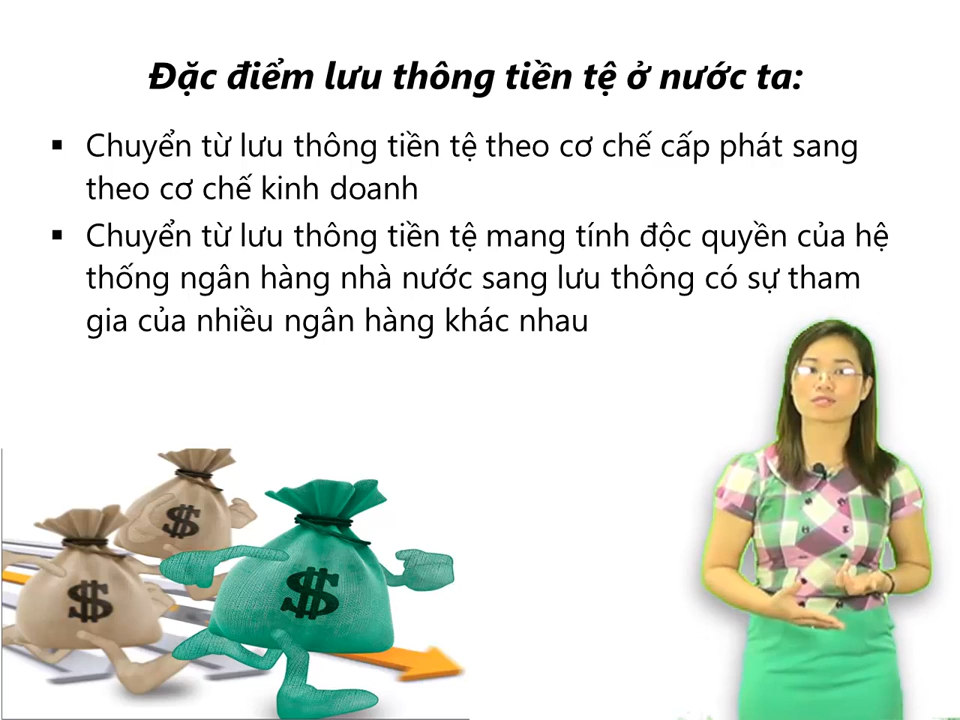 Đặc điểm lưu thông tiền tệ ở nước ta:
▪ Chuyển từ lưu thông tiền tệ theo cơ chế cấp phát sang
theo cơ chế kinh doanh
▪ Chuyển từ lưu thông tiền tệ mang tính độc quyền của hệ
thống ngân hàng nhà nước sang lưu thông có sự tham
gia của nhiều ngân hàng khác nhau
$
$
$